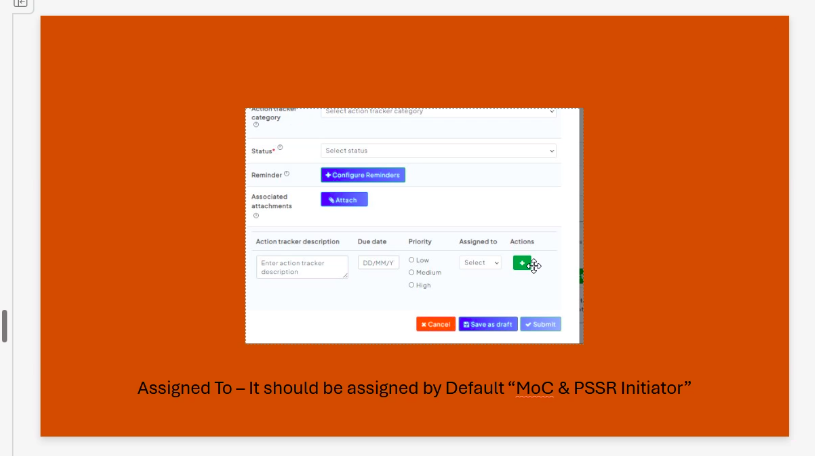 Action tracker
category
Select action tracker category
Status*
Select status
Reminder
Configure Reminders
Associated
attachments
Attach
Action tracker description Due date Priority Assigned to Actions
Enter action tracker
description
DD/MM/Y
Low
Medium
High
Select
Cancel Save as draft Submit
Assigned To – It should be assigned by Default “MoC & PSSR Initiator”